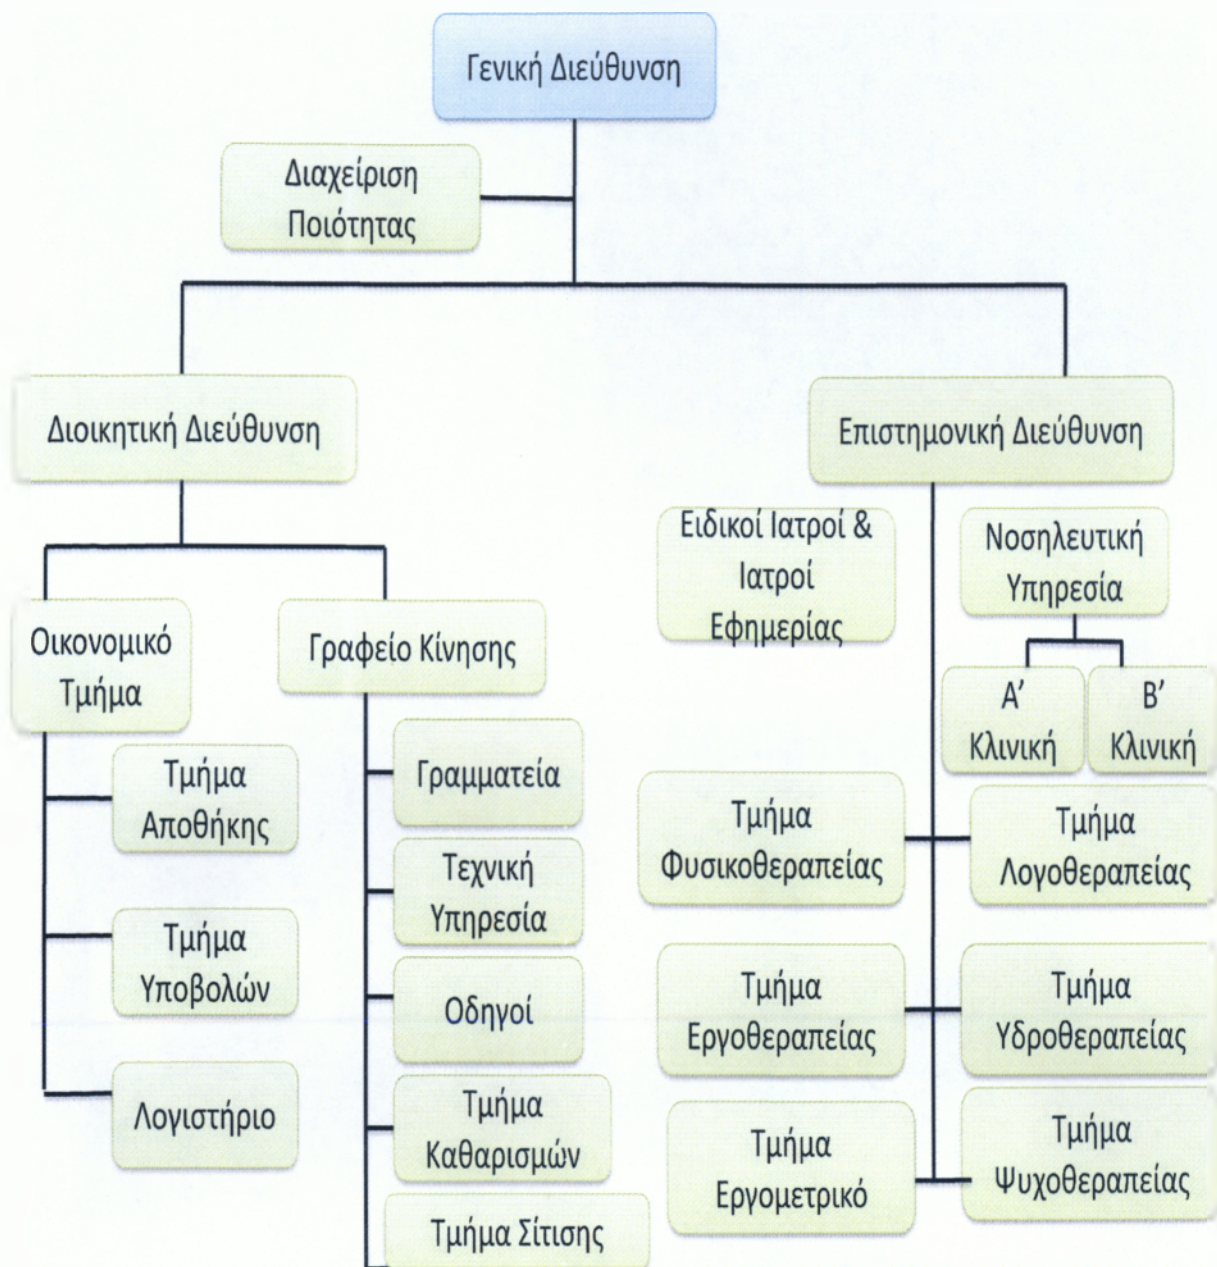 Γενική Διεύθυνση
Διαχείριση
Ποιότητας
Διοικητική Διεύθυνση
Επιστημονική Διεύθυνση
Ειδικοί Ιατροί &
Ιατροί
Εφημερίας
Νοσηλευτική
Υπηρεσία
Οικονομικό
Τμήμα
Γραφείο Κίνησης
Α’
Κλινική
Β’
Κλινική
Τμήμα
Αποθήκης
Γραμματεία
Τμήμα
Φυσικοθεραπείας
Τμήμα
Λογοθεραπείας
Τεχνική
Υπηρεσία
Τμήμα
Υποβολών
Οδηγοί
Τμήμα
Εργοθεραπείας
Τμήμα
Υδροθεραπείας
Λογιστήριο
Τμήμα
Καθαρισμών
Τμήμα
Εργομετρικό
Τμήμα
Ψυχοθεραπείας
Τμήμα Σίτισης